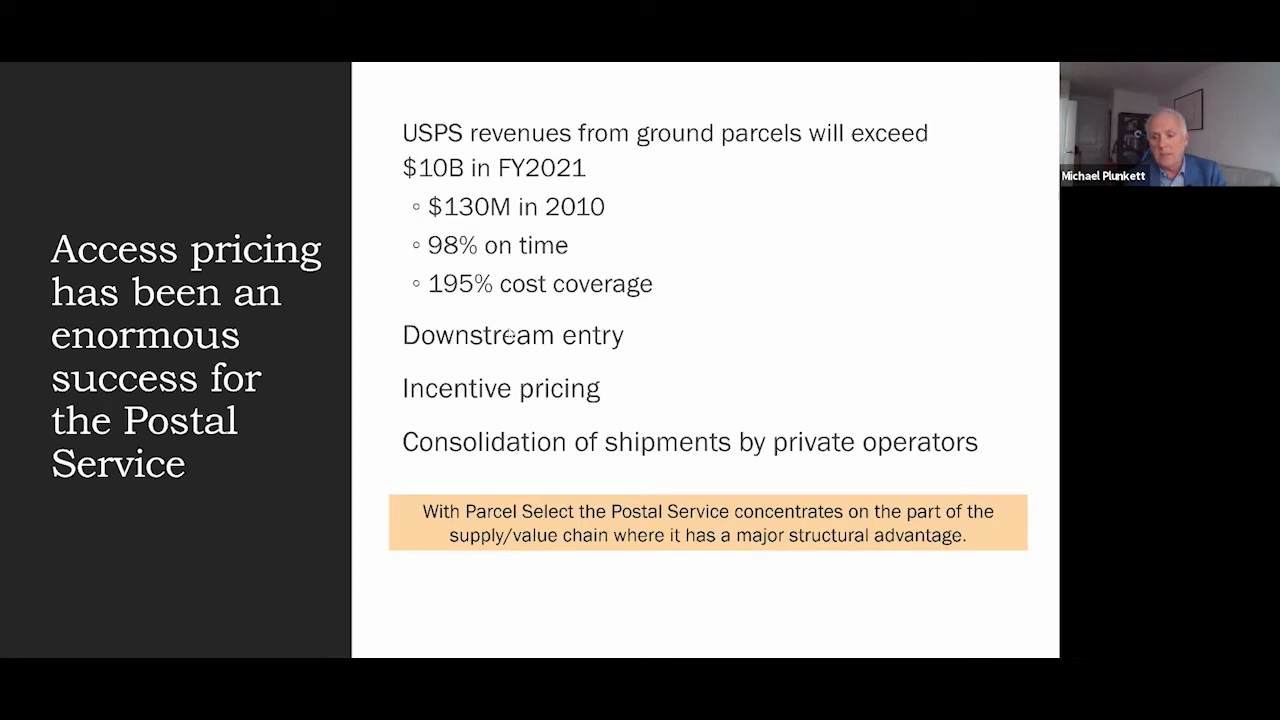 Access pricing
has been an
enormous
success for
the Postal
Service
USPS revenues from ground parcels will exceed
$10B in FY2021
◦ $130M in 2010
◦ 98% on time
◦ 195% cost coverage
Downstream entry
Incentive pricing
Consolidation of shipments by private operators
With Parcel Select the Postal Service concentrates on the part of the
supply/value chain where it has a major structural advantage.
Michael Plunkett